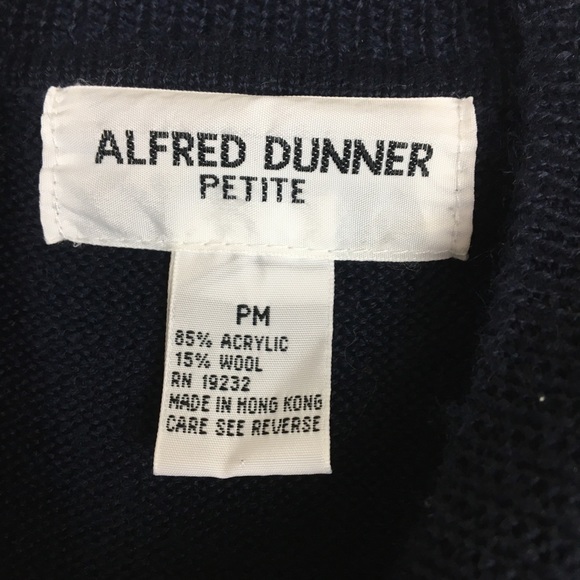 ALFRED DUNNER
PETITE
PM
85% ACRYLIC
15% WOOL
RN 19232
MADE IN HONG KONG
CARE SEE REVERSE